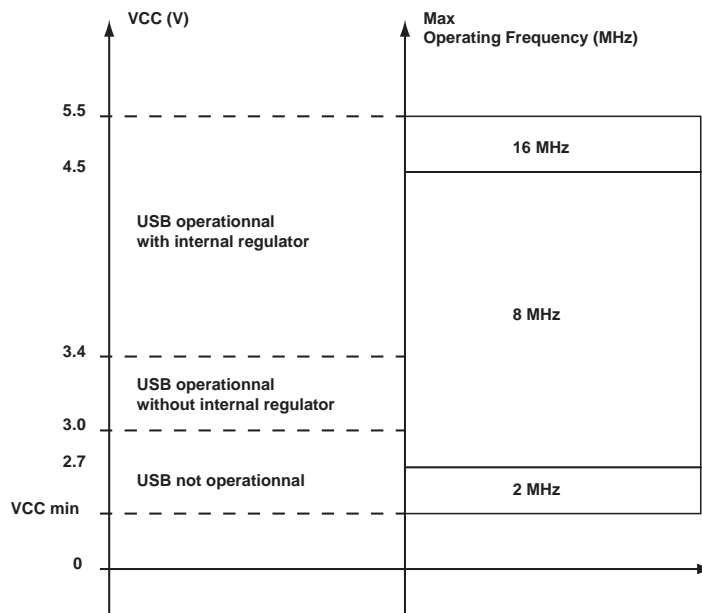 VCC (V)
Max
Operating Frequency (MHz)
5.5
16 MHz
4.5
USB operationnal
with internal regulator
8 MHz
3.4
USB operationnal
without internal regulator
3.0
2.7
USB not operationnal
2 MHz
VCC min
0